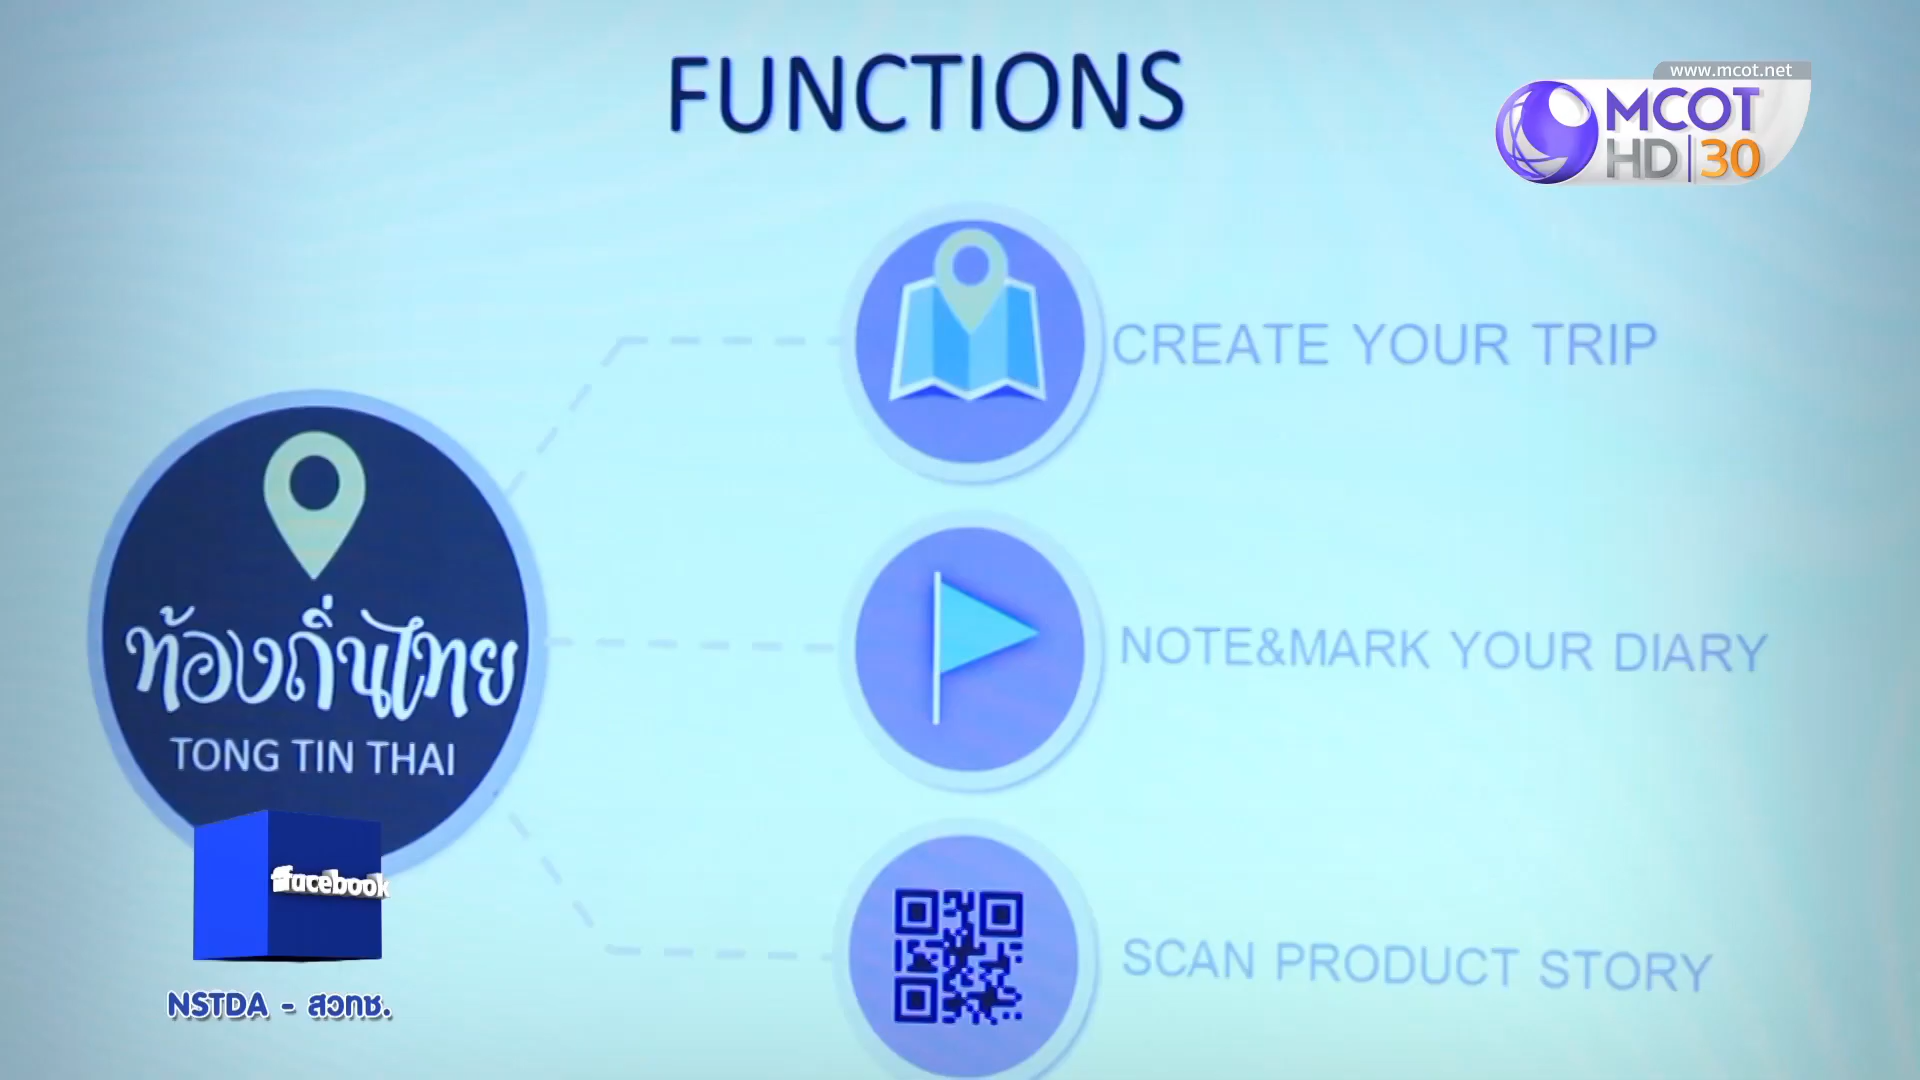 FUNCTIONS
www.mcot.net
MCOT
HD 30
CREATE YOUR TRIP
ท้องถิ่นไทย
TONG TIN THAI
NOTE&MARK YOUR DIARY
SCAN PRODUCT STORY
facebook
NSTDA - สวทช.